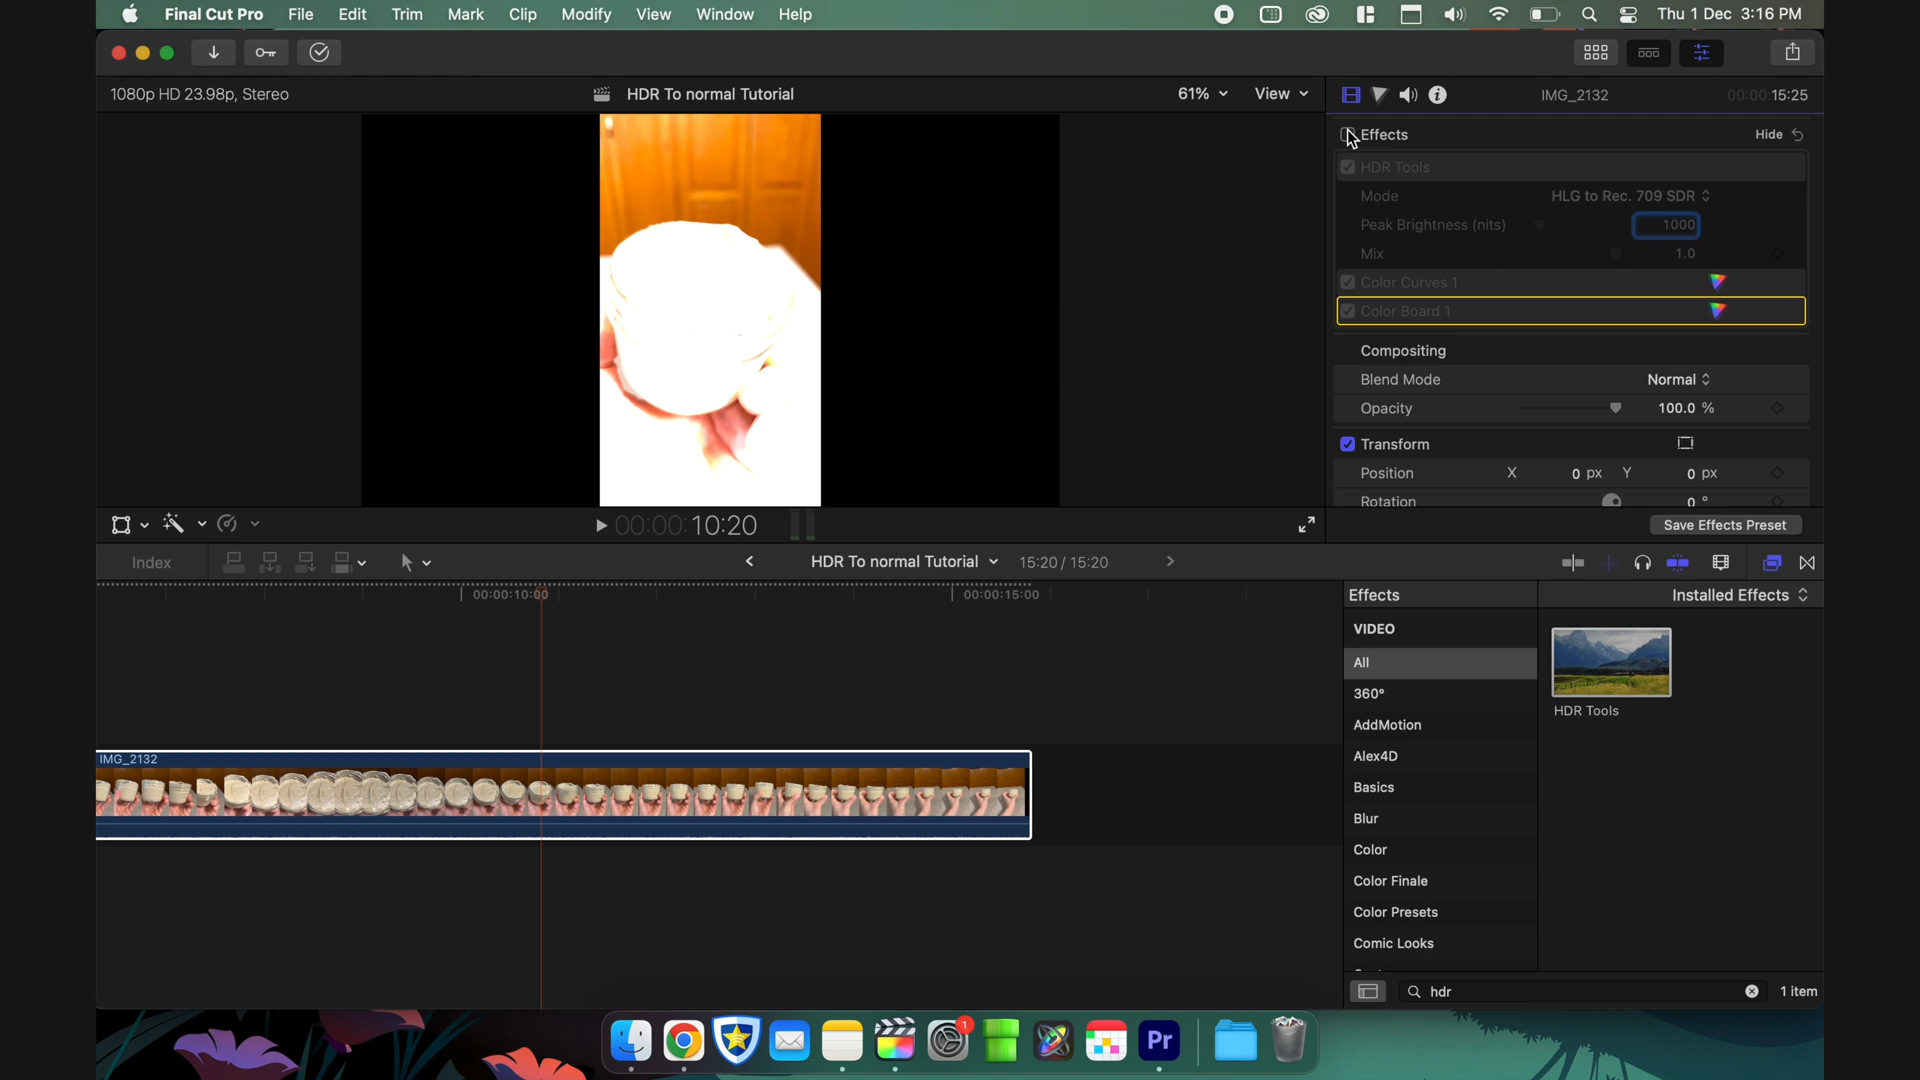 Final Cut Pro File Edit Trim Mark Clip Modify View Window Help Thu 1 Dec 3:16 PM
1080p HD 23.98p, Stereo HDR To normal Tutorial 61% View IMG_2132 00:00:15:25
Effects Hide
HDR Tools
Mode HLG to Rec. 709 SDR
Peak Brightness (nits) 1000
Mix 1.0
Color Curves 1
Color Board 1
Compositing
Blend Mode Normal
Opacity 100.0 %
Transform
Position X 0 px Y 0 px
Rotation 0 °
00:00:10:20 Save Effects Preset
Index HDR To normal Tutorial 15:20 / 15:20
00:00:10:00 00:00:15:00
Effects Installed Effects
VIDEO
All
360°
AddMotion
Alex4D
Basics
Blur
Color
Color Finale
Color Presets
Comic Looks
HDR Tools
IMG_2132
hdr 1 item
1
Pr